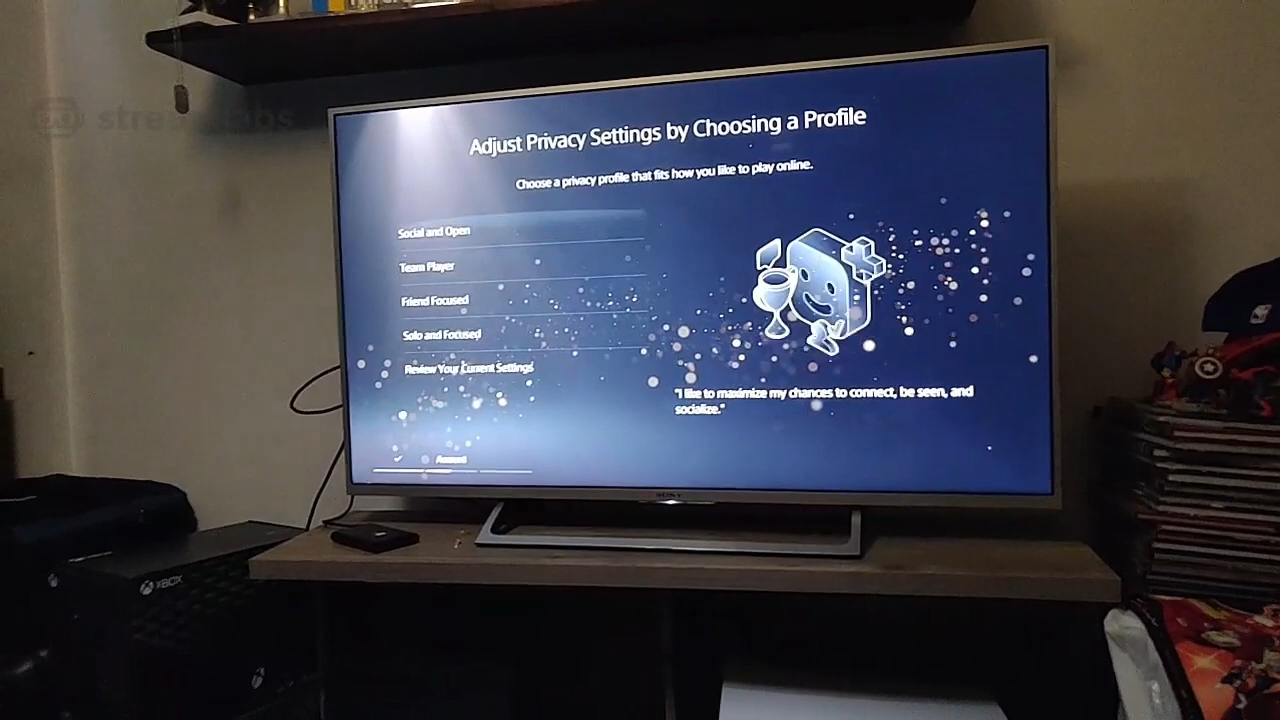 Adjust Privacy Settings by Choosing a Profile
Choose a privacy profile that fits how you like to play online.
Social and Open
Team Player
Friend Focused
Solo and Focused
Review Your Current Settings
"I like to maximize my chances to connect, be seen, and
socialize."
Account
SONY
XBOX
streamlabs